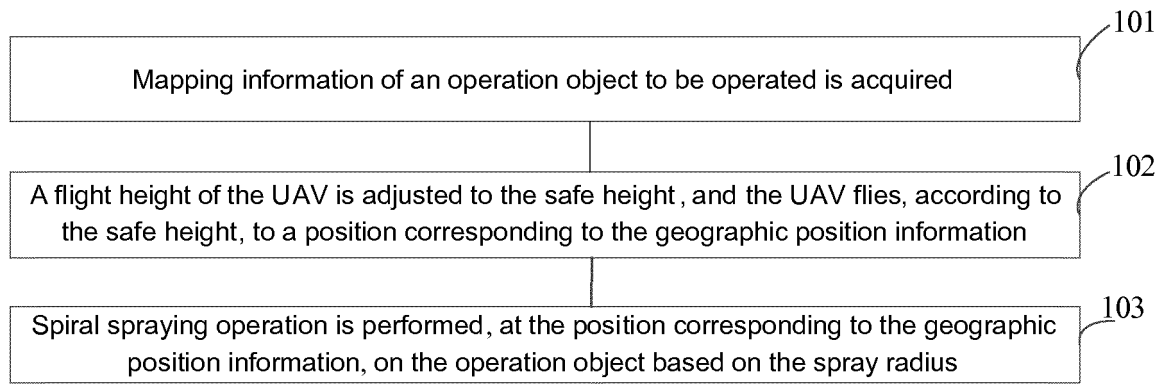 101
Mapping information of an operation object to be operated is acquired
102
A flight height of the UAV is adjusted to the safe height, and the UAV flies, according to
the safe height, to a position corresponding to the geographic position information
103
Spiral spraying operation is performed, at the position corresponding to the geographic
position information, on the operation object based on the spray radius